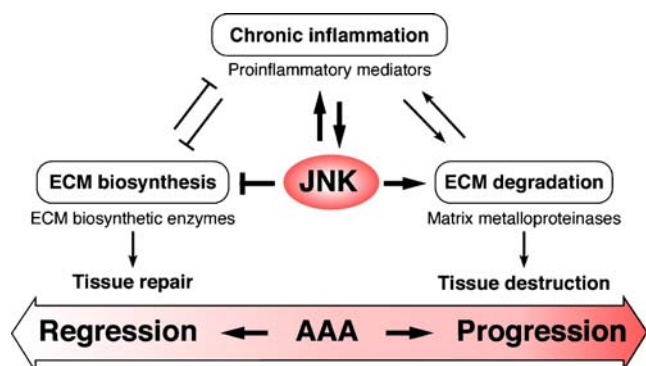 Chronic inflammation
Proinflammatory mediators
ECM biosynthesis
JNK
ECM degradation
ECM biosynthetic enzymes
Matrix metalloproteinases
Tissue repair
Tissue destruction
Regression
AAA
Progression